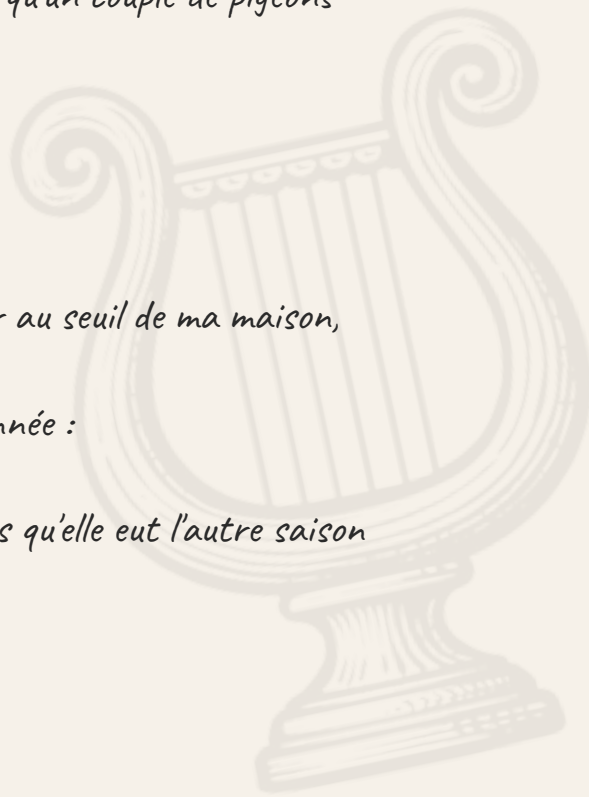 qu'un couple de pigeons
au seuil de ma maison,
nnée :
s qu'elle eut l'autre saison